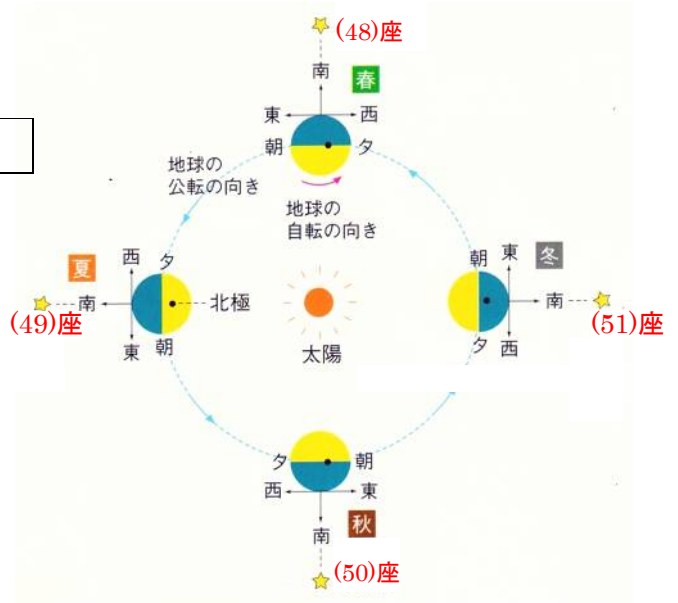 (48)座
南
春
東 西
朝 夕
地球の
公転の向き
地球の
自転の向き
西 夕
夏
南
北極
(49)座
東 朝
太陽
朝 東
冬
南
(51)座
夕 西
夕 朝
西 東
南
秋
(50)座